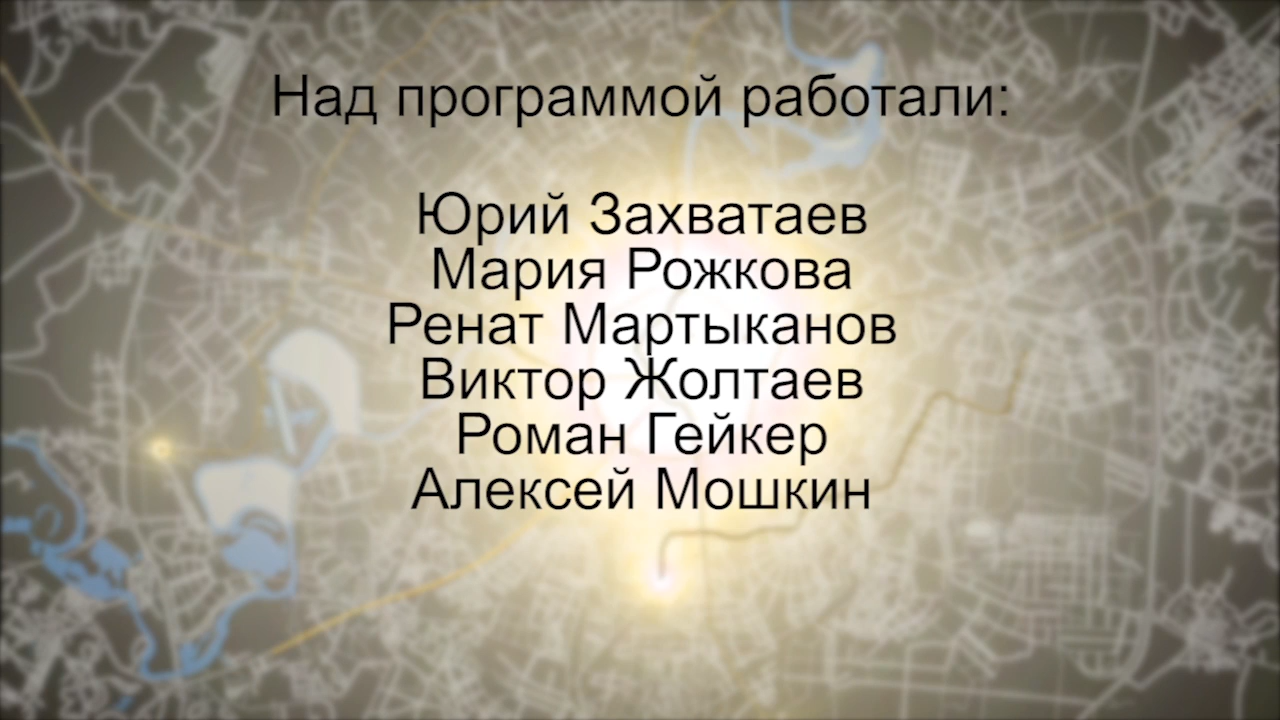 Над программой работали:
Юрий Захватаев
Мария Рожкова
Ренат Мартыканов
Виктор Жолтаев
Роман Гейкер
Алексей Мошкин